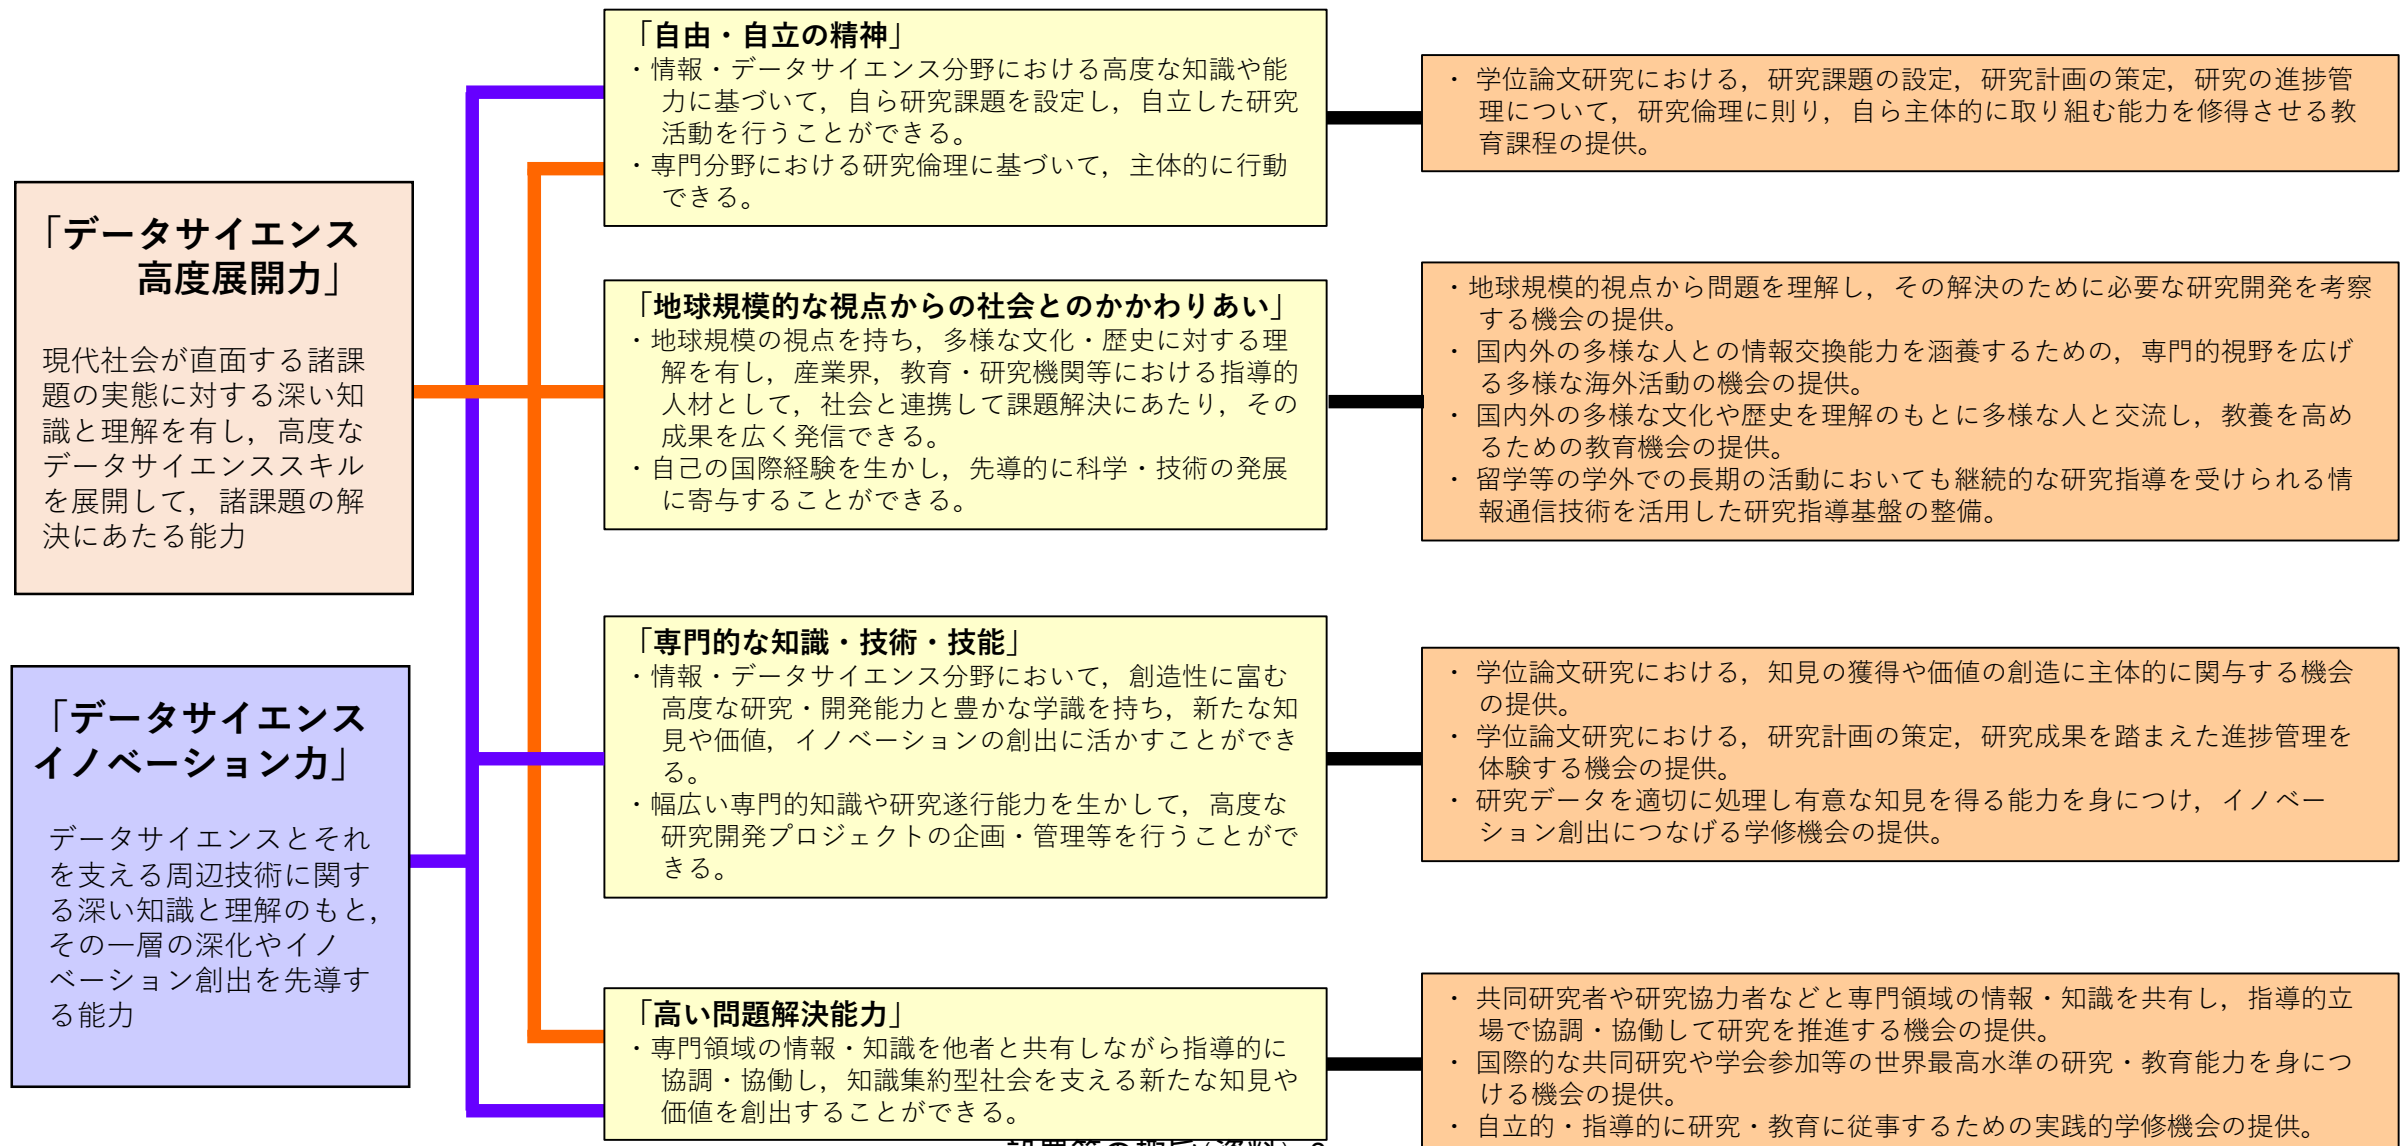 「データサイエンス
高度展開力」
現代社会が直面する諸課
題の実態に対する深い知
識と理解を有し，高度な
データサイエンススキル
を展開して，諸課題の解
決にあたる能力
「データサイエンス
イノベーション力」
データサイエンスとそれ
を支える周辺技術に関す
る深い知識と理解のもと，
その一層の深化やイノ
ベーション創出を先導す
る能力
「自由・自立の精神」
・情報・データサイエンス分野における高度な知識や能
力に基づいて，自ら研究課題を設定し，自立した研究
活動を行うことができる。
・専門分野における研究倫理に基づいて，主体的に行動
できる。
「地球規模的な視点からの社会とのかかわりあい」
・地球規模の視点を持ち，多様な文化・歴史に対する理
解を有し，産業界，教育・研究機関等における指導的
人材として，社会と連携して課題解決にあたり，その
成果を広く発信できる。
・自己の国際経験を生かし，先導的に科学・技術の発展
に寄与することができる。
「専門的な知識・技術・技能」
・情報・データサイエンス分野において，創造性に富む
高度な研究・開発能力と豊かな学識を持ち，新たな知
見や価値，イノベーションの創出に活かすことができ
る。
・幅広い専門的知識や研究遂行能力を生かして，高度な
研究開発プロジェクトの企画・管理等を行うことがで
きる。
「高い問題解決能力」
・専門領域の情報・知識を他者と共有しながら指導的に
協調・協働し，知識集約型社会を支える新たな知見や
価値を創出することができる。
・ 学位論文研究における，研究課題の設定，研究計画の策定，研究の進捗管
理について，研究倫理に則り，自ら主体的に取り組む能力を修得させる教
育課程の提供。
・地球規模的視点から問題を理解し，その解決のために必要な研究開発を考察
する機会の提供。
・ 国内外の多様な人との情報交換能力を涵養するための，専門的視野を広げ
る多様な海外活動の機会の提供。
・ 国内外の多様な文化や歴史を理解のもとに多様な人と交流し，教養を高め
るための教育機会の提供。
・ 留学等の学外での長期の活動においても継続的な研究指導を受けられる情
報通信技術を活用した研究指導基盤の整備。
・ 学位論文研究における，知見の獲得や価値の創造に主体的に関与する機会
の提供。
・ 学位論文研究における，研究計画の策定，研究成果を踏まえた進捗管理を
体験する機会の提供。
・ 研究データを適切に処理し有意な知見を得る能力を身につけ，イノベー
ション創出につなげる学修機会の提供。
・ 共同研究者や研究協力者などと専門領域の情報・知識を共有し，指導的立
場で協調・協働して研究を推進する機会の提供。
・ 国際的な共同研究や学会参加等の世界最高水準の研究・教育能力を身につ
ける機会の提供。
・ 自立的・指導的に研究・教育に従事するための実践的学修機会の提供。